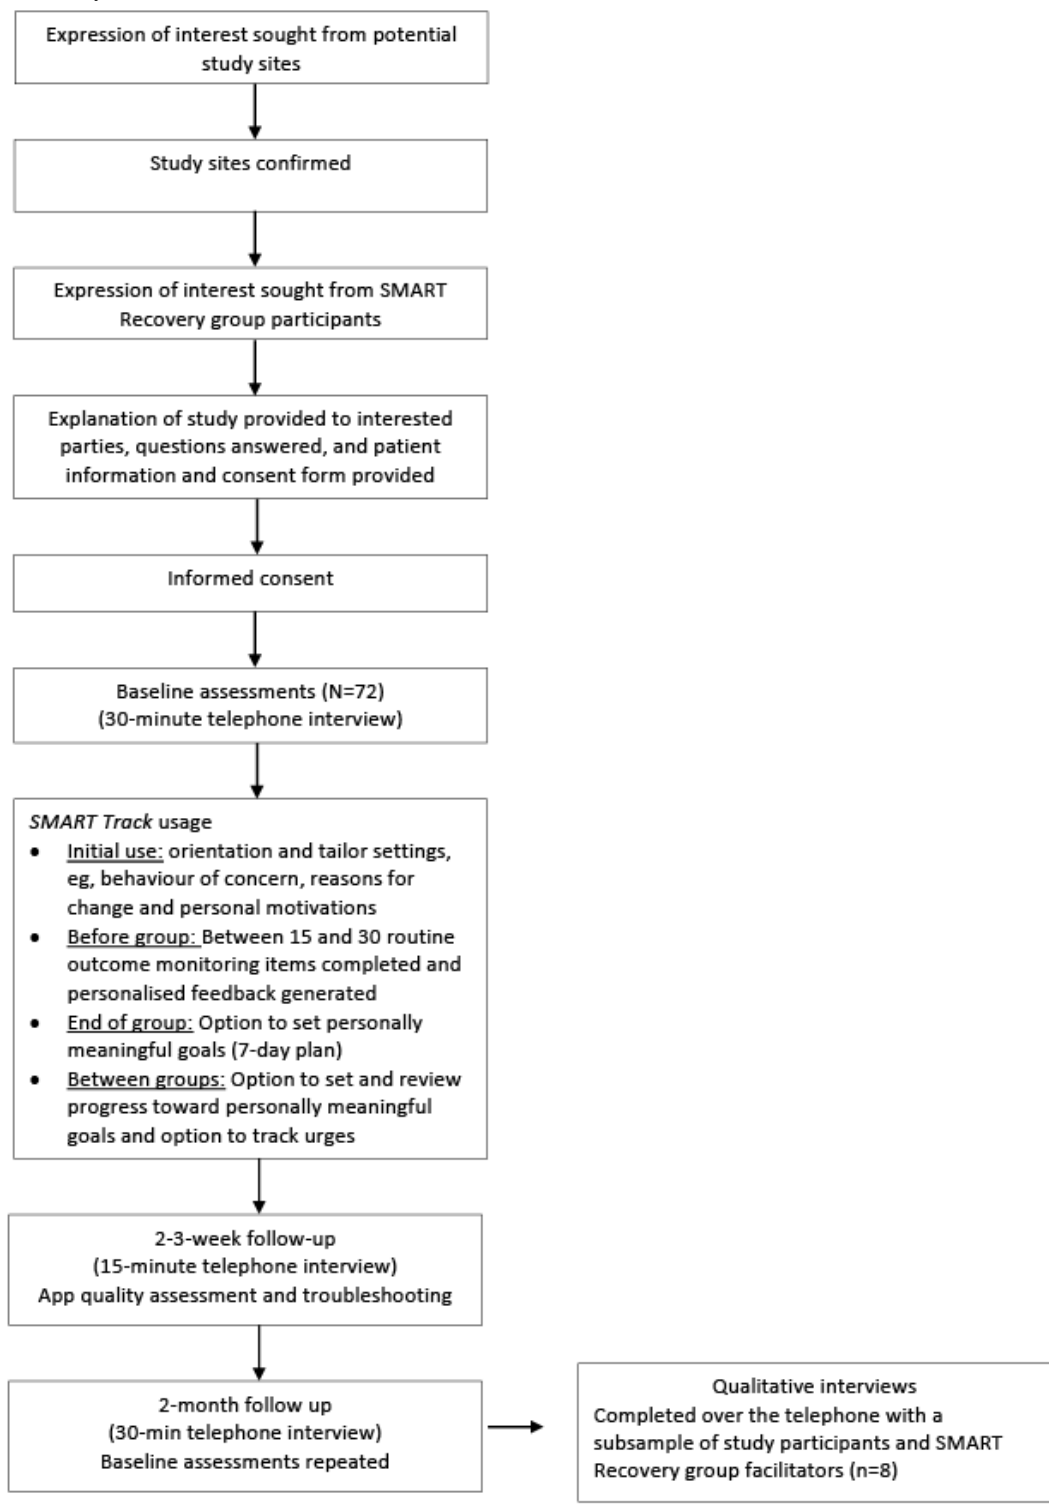 Expression of interest sought from potential
study sites
Study sites confirmed
Expression of interest sought from SMART
Recovery group participants
Explanation of study provided to interested
parties, questions answered, and patient
information and consent form provided
Informed consent
Baseline assessments (N=72)
(30-minute telephone interview)
SMART Track usage
• Initial use: orientation and tailor settings,
eg, behaviour of concern, reasons for
change and personal motivations
• Before group: Between 15 and 30 routine
outcome monitoring items completed and
personalised feedback generated
• End of group: Option to set personally
meaningful goals (7-day plan)
• Between groups: Option to set and review
progress toward personally meaningful
goals and option to track urges
2-3-week follow-up
(15-minute telephone interview)
App quality assessment and troubleshooting
2-month follow up
(30-min telephone interview)
Baseline assessments repeated
Qualitative interviews
Completed over the telephone with a
subsample of study participants and SMART
Recovery group facilitators (n=8)